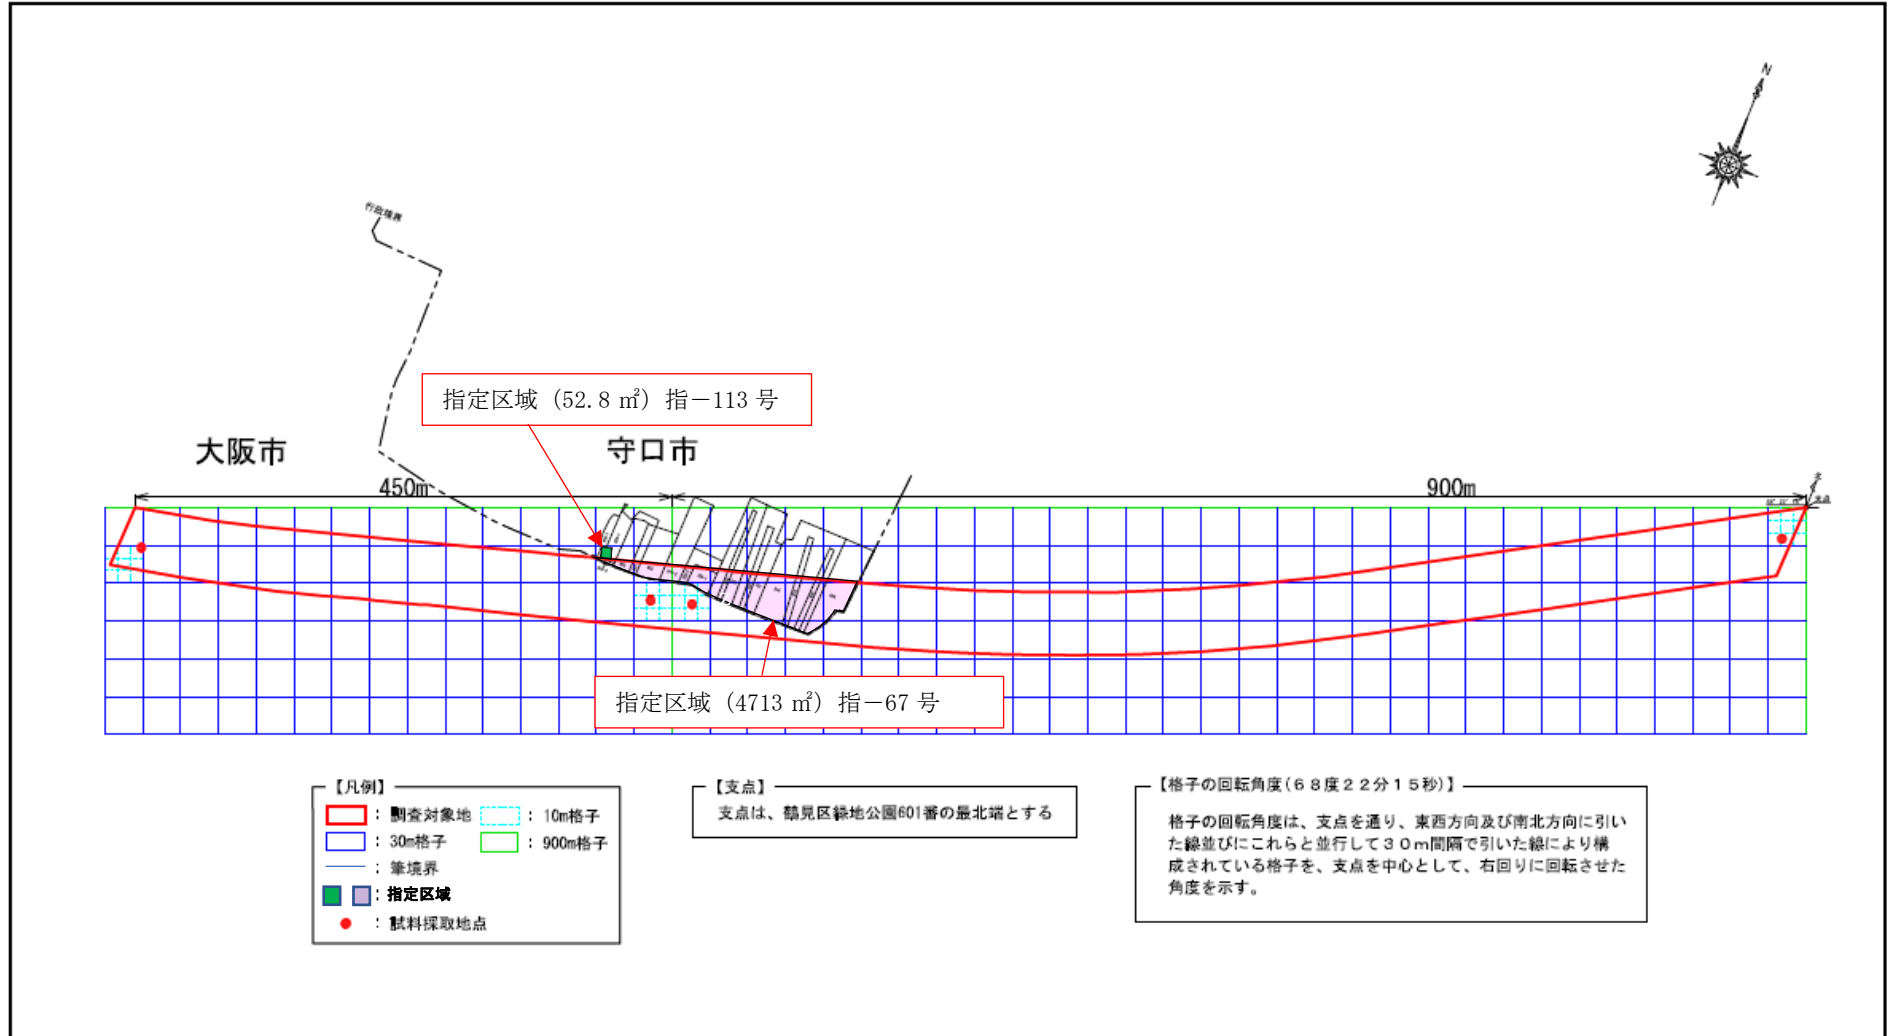 N
行政境界
指定区域（52.8 ㎡）指－113 号
大阪市
守口市
450m
900m
支点
指定区域（4713 ㎡）指－67 号
【凡例】
：調査対象地
：10m格子
：30m格子
：900m格子
：筆境界
：指定区域
：試料採取地点
【支点】
支点は、鶴見区緑地公園601番の最北端とする
【格子の回転角度(６８度２２分１５秒)】
格子の回転角度は、支点を通り、東西方向及び南北方向に引い
た線並びにこれらと並行して３０ｍ間隔で引いた線により構
成されている格子を、支点を中心として、右回りに回転させた
角度を示す。